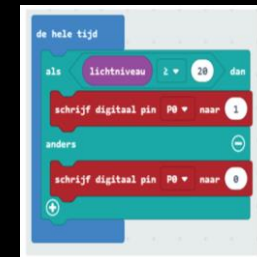 de hele tijd
als lichtniveau ≥ 20 dan
schrijf digitaal pin P0 naar 1
anders
schrijf digitaal pin P0 naar 0